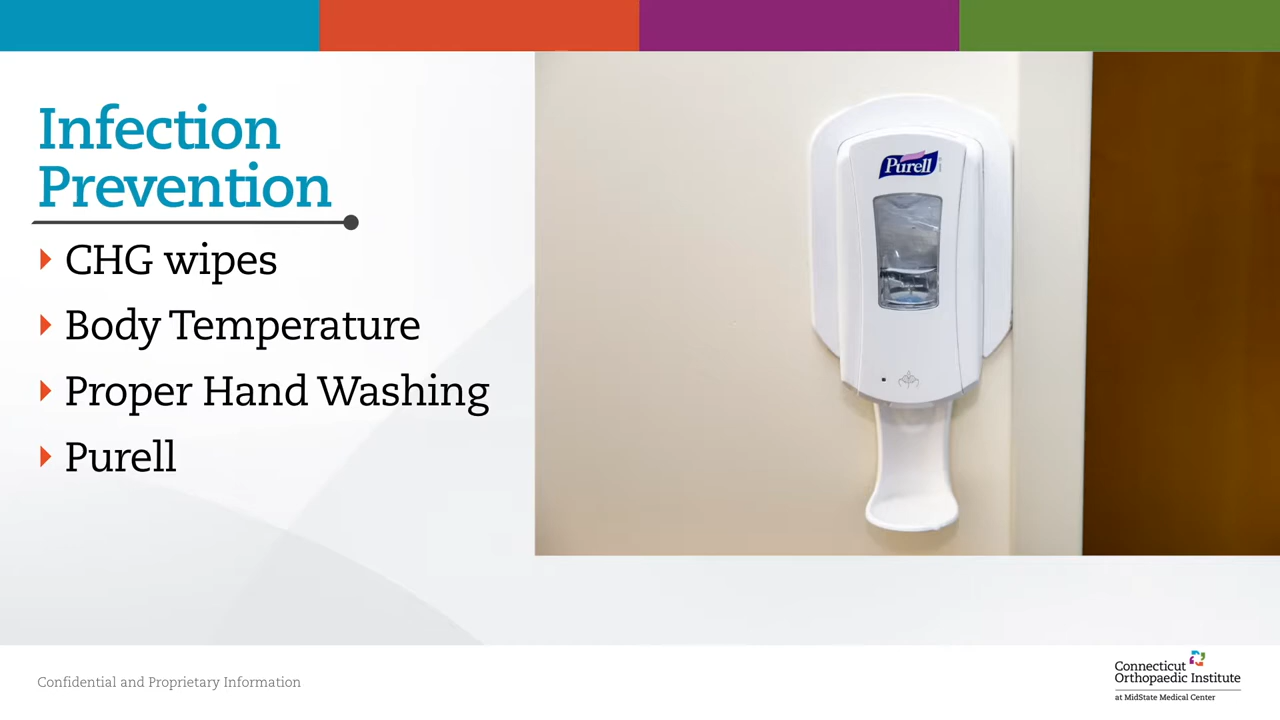 Infection
Prevention
CHG wipes
Body Temperature
Proper Hand Washing
Purell
Purell
Confidential and Proprietary Information
Connecticut
Orthopaedic Institute
at MidState Medical Center